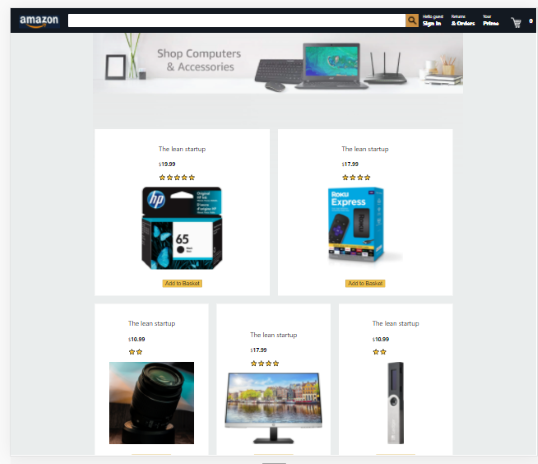 amazon
Hello guest
Sign In
Returns
& Orders
Your
Prime
0
Shop Computers
& Accessories
The lean startup
$19.99
Add to Basket
The lean startup
$17.99
Roku
Express
Add to Basket
hp
65
The lean startup
$10.99
The lean startup
$17.99
The lean startup
$10.99